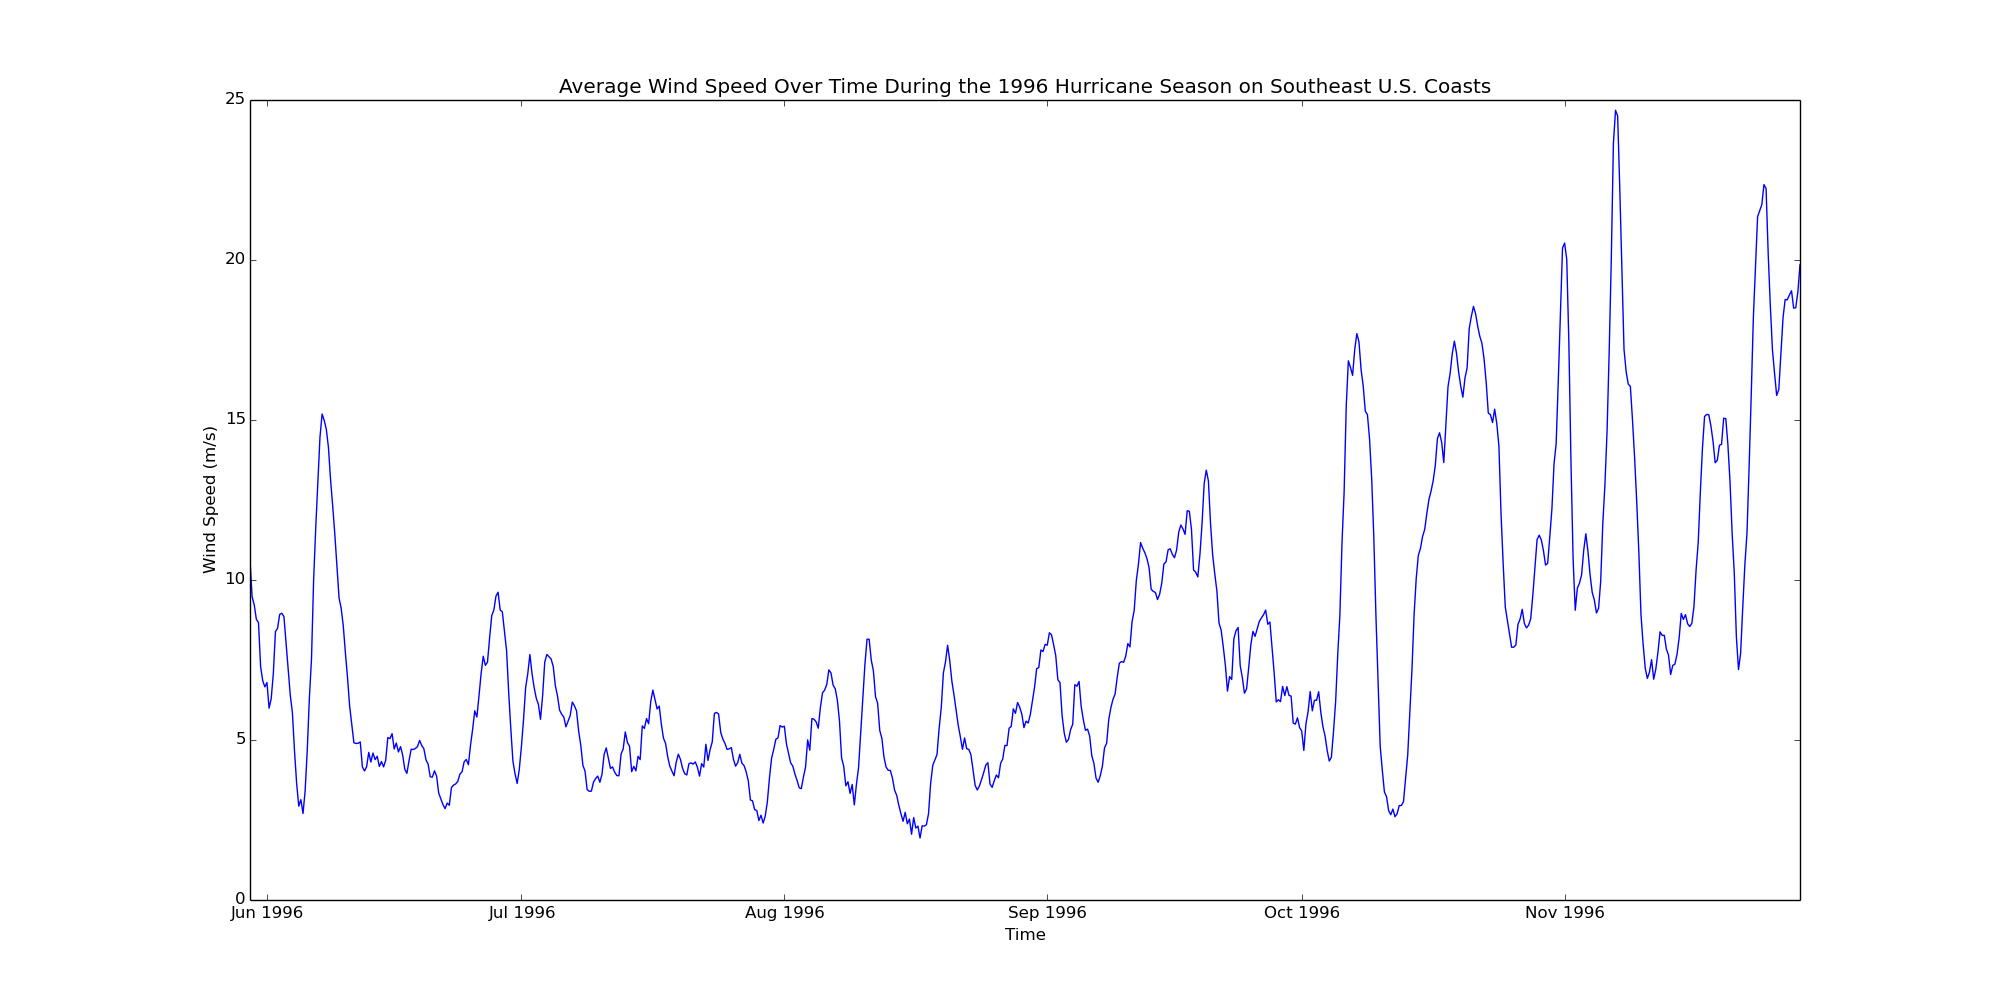 Average Wind Speed Over Time During the 1996 Hurricane Season on Southeast U.S. Coasts
25
20
15
10
5
0
Wind Speed (m/s)
Jun 1996 Jul 1996 Aug 1996 Sep 1996 Oct 1996 Nov 1996
Time